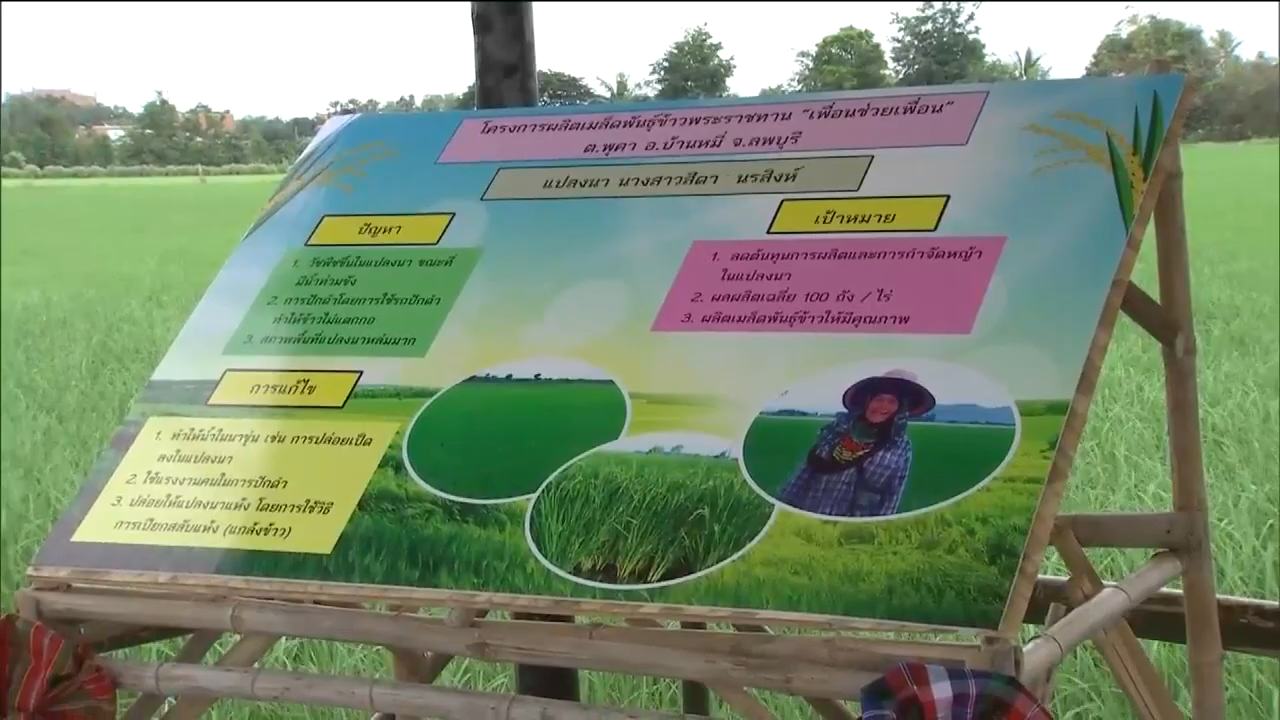 โครงการผลิตเมล็ดพันธุ์ข้าวพระราชทาน "เพื่อนช่วยเพื่อน"
ต.พุคา อ.บ้านหมี่ จ.ลพบุรี
แปลงนา นางสาวสีดา นรสิงห์
ปัญหา
1. วัชพืชขึ้นในแปลงนา ขณะที่
มีน้ำท่วมขัง
2. การปักดำโดยการใช้รถปักดำ
ทำให้ข้าวไม่แตกกอ
3. สภาพพื้นที่แปลงนาหล่มมาก
การแก้ไข
1. ทำให้น้ำในนาขุ่น เช่น การปล่อยเป็ด
ลงในแปลงนา
2. ใช้แรงงานคนในการปักดำ
3. ปล่อยให้แปลงนาแห้ง โดยการใช้วิธี
การเปียกสลับแห้ง (แกล้งข้าว)
เป้าหมาย
1. ลดต้นทุนการผลิตและการกำจัดหญ้า
ในแปลงนา
2. ผลผลิตเฉลี่ย 100 ถัง / ไร่
3. ผลิตเมล็ดพันธุ์ข้าวให้มีคุณภาพ